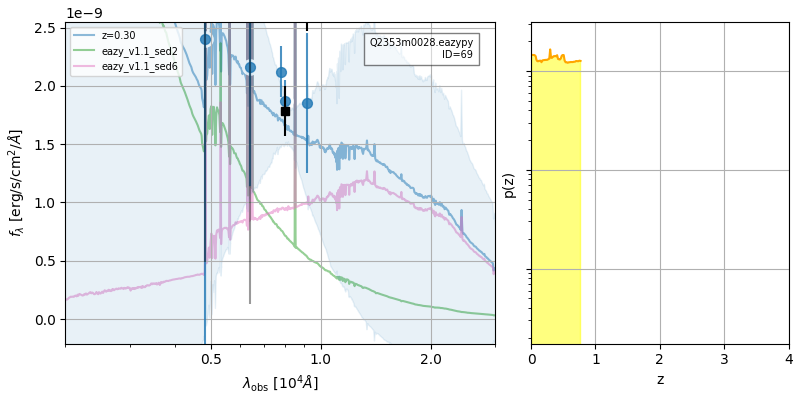 1e−9
z=0.30
eazy_v1.1_sed2
eazy_v1.1_sed6
Q2353m0028.eazypy
ID=69
2.5
2.0
1.5
1.0
0.5
0.0
fλ [erg/s/cm²/Å]
0.5
1.0
2.0
λobs [10⁴Å]
p(z)
0
1
2
3
4
z